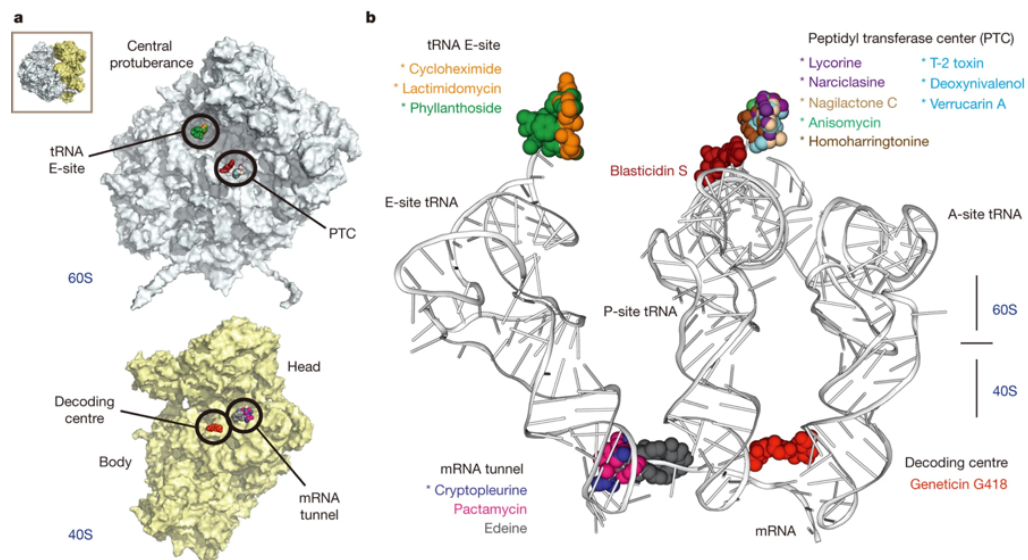 a
Central
protuberance
tRNA
E-site
PTC
60S
Head
Decoding
centre
Body
mRNA
tunnel
40S
b
tRNA E-site
* Cycloheximide
* Lactimidomycin
* Phyllanthoside
Peptidyl transferase center (PTC)
* Lycorine
* Narciclasine
* Nagilactone C
* Anisomycin
* Homoharringtonine
* T-2 toxin
* Deoxynivalenol
* Verrucarin A
Blasticidin S
E-site tRNA
A-site tRNA
P-site tRNA
60S
40S
mRNA tunnel
* Cryptopleurine
Pactamycin
Edeine
Decoding centre
Geneticin G418
mRNA